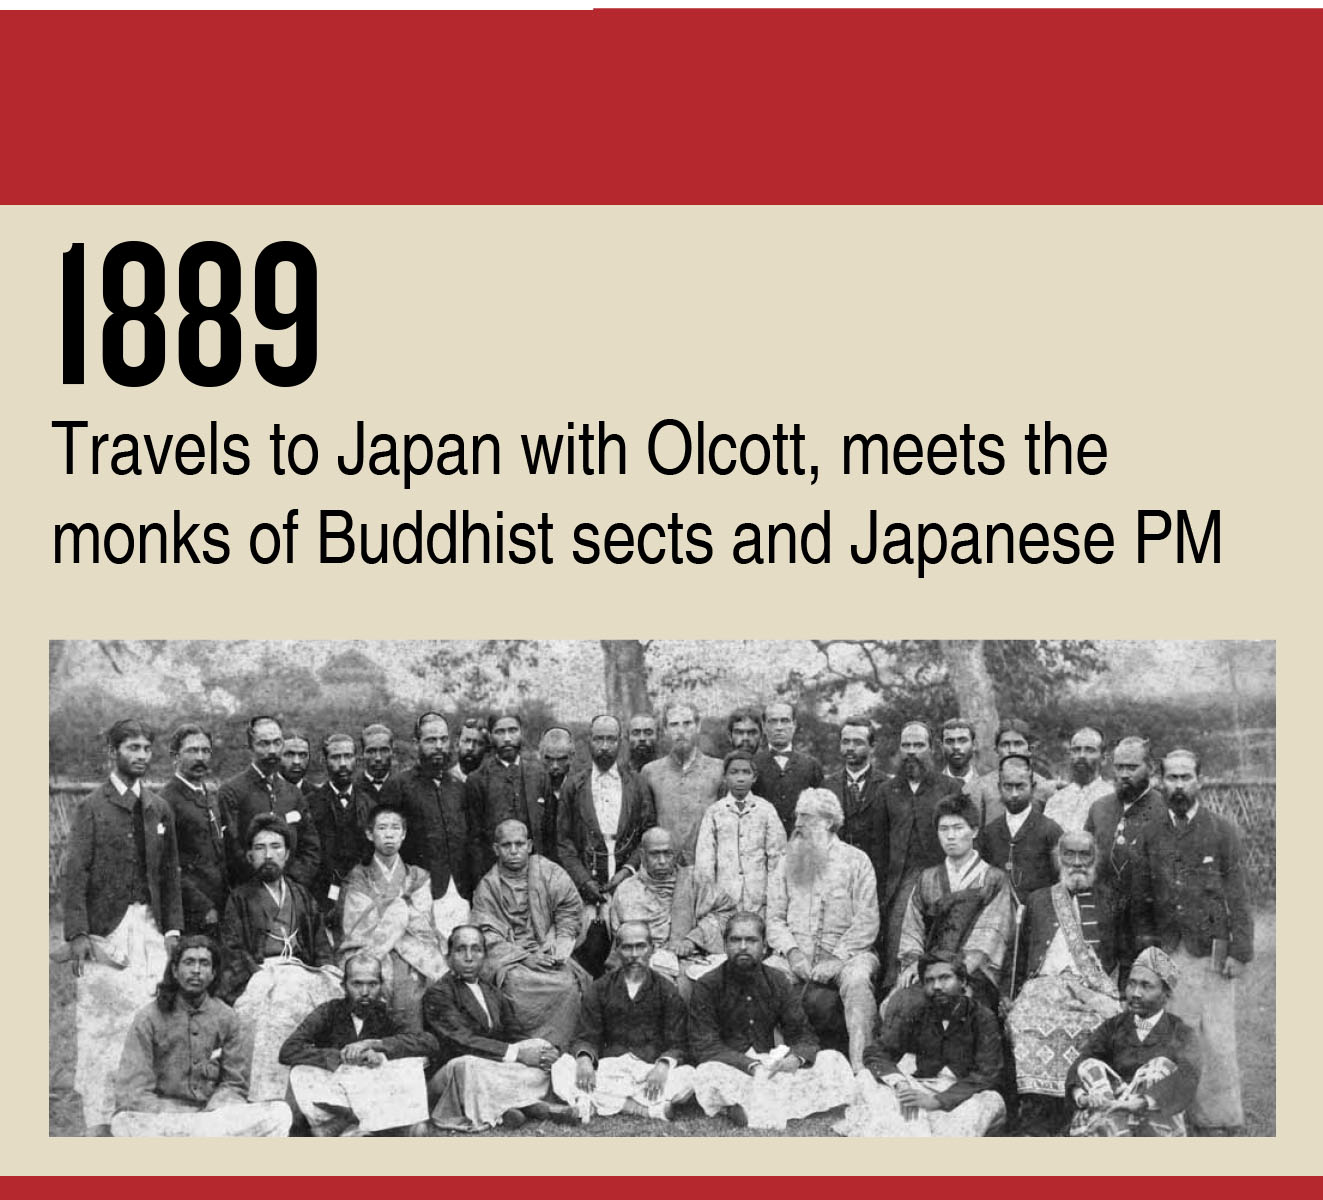 1889
Travels to Japan with Olcott, meets the
monks of Buddhist sects and Japanese PM